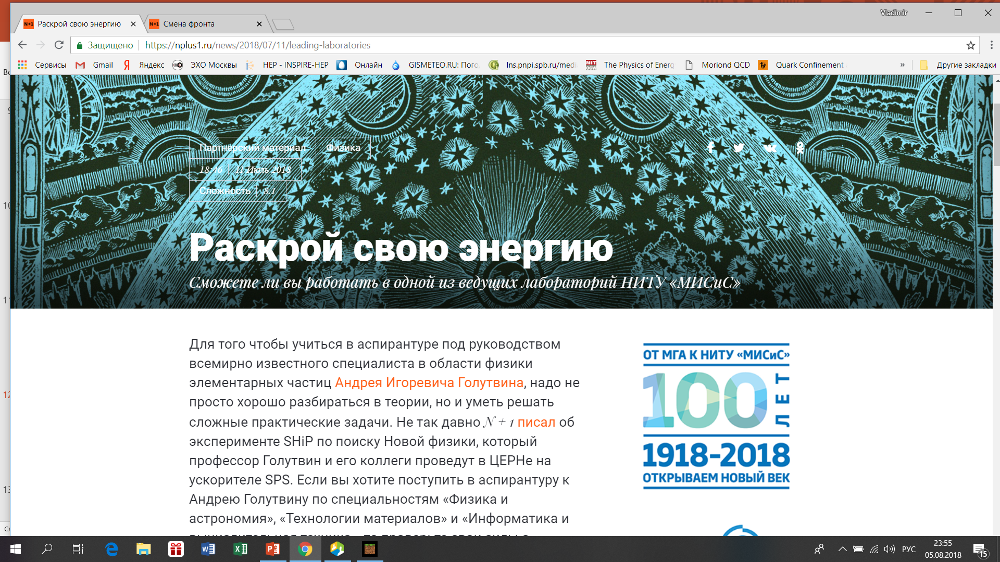 Vladimir
Раскрой свою энергию
Смена фронта
Защищено
https://nplus1.ru/news/2018/07/11/leading-laboratories
Сервисы
Gmail
Яндекс
ЭХО Москвы
HEP - INSPIRE-HEP
Онлайн
GISMETEO.RU: Пого
lns.pnpi.spb.ru/medi
The Physics of Energ
Moriond QCD
Quark Confinement
»
Другие закладки
Партнёрский материал
Физика
18:46 | 11 Июль 2018
Сложность | 8.1
Раскрой свою энергию
Сможете ли вы работать в одной из ведущих лабораторий НИТУ «МИСиС»
Для того чтобы учиться в аспирантуре под руководством
всемирно известного специалиста в области физики
элементарных частиц Андрея Игоревича Голутвина, надо не
просто хорошо разбираться в теории, но и уметь решать
сложные практические задачи. Не так давно N + 1 писал об
эксперименте SHiP по поиску Новой физики, который
профессор Голутвин и его коллеги проведут в ЦЕРНе на
ускорителе SPS. Если вы хотите поступить в аспирантуру к
Андрею Голутвину по специальностям «Физика и
астрономия», «Технологии материалов» и «Информатика и
ОТ МГА К НИТУ «МИСиС»
100
ЛЕТ
1918-2018
ОТКРЫВАЕМ НОВЫЙ ВЕК
10
11
12
13
РУС
23:55
05.08.2018
15